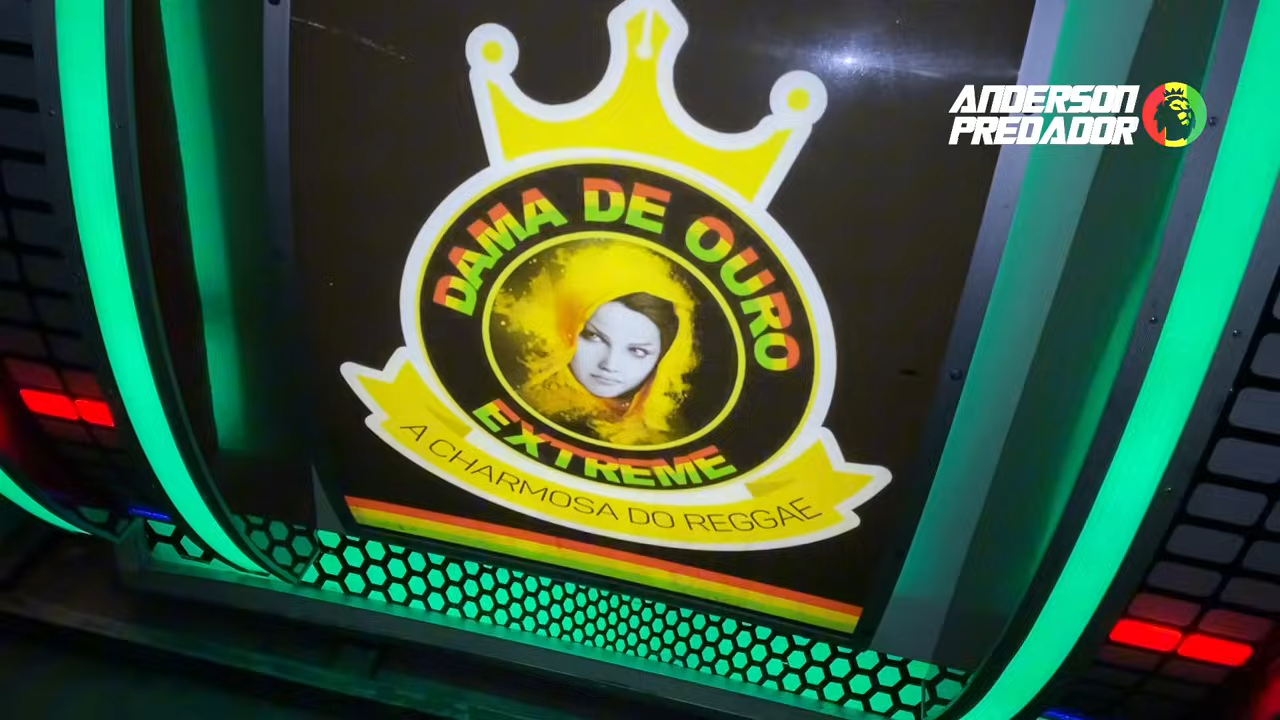 ANDERSON
PREDADOR
DAMA DE OURO
EXTREME
A CHARMOSA DO REGGAE